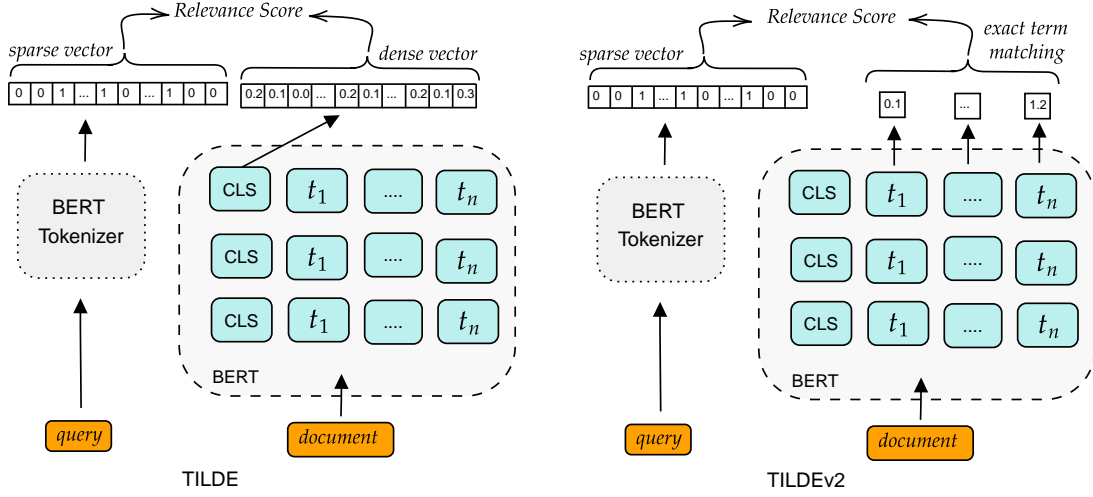 Relevance Score
sparse vector
dense vector
0 0 1 ... 1 0 ... 1 0 0
0.2 0.1 0.0 ... 0.2 0.1 ... 0.2 0.1 0.3
BERT
Tokenizer
CLS t1 .... tn
CLS t1 .... tn
CLS t1 .... tn
BERT
query
document
TILDE
Relevance Score
sparse vector
exact term
matching
0 0 1 ... 1 0 ... 1 0 0
0.1 ... 1.2
BERT
Tokenizer
CLS t1 .... tn
CLS t1 .... tn
CLS t1 .... tn
BERT
query
document
TILDEv2